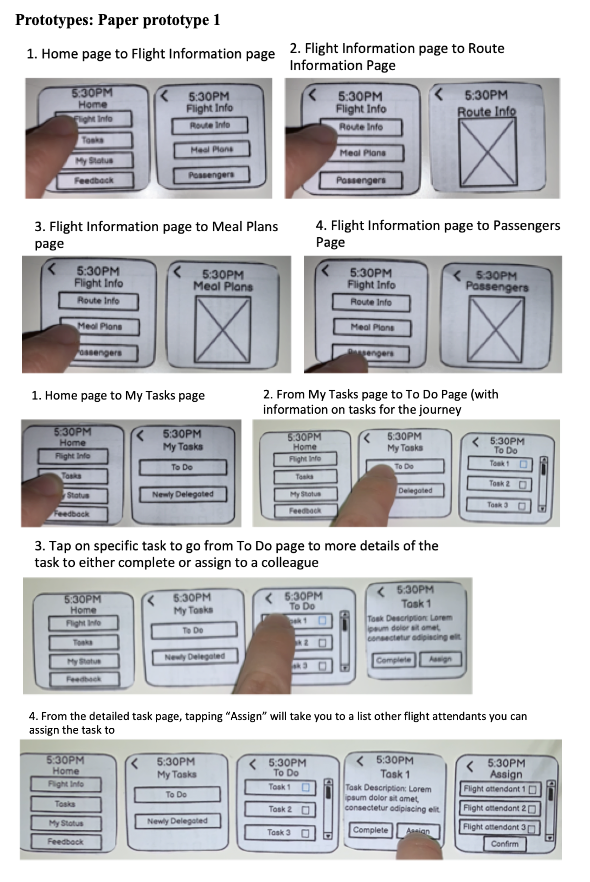 Prototypes: Paper prototype 1
1. Home page to Flight Information page
2. Flight Information page to Route
Information Page
5:30PM
Home
Flight Info
Tasks
My Status
Feedback
5:30PM
Flight Info
Route Info
Meal Plans
Passengers
5:30PM
Flight Info
Route Info
Meal Plans
Passengers
5:30PM
Route Info
3. Flight Information page to Meal Plans
page
4. Flight Information page to Passengers
Page
5:30PM
Flight Info
Route Info
Meal Plans
assengers
5:30PM
Meal Plans
5:30PM
Flight Info
Route Info
Meal Plans
Passengers
5:30PM
Passengers
1. Home page to My Tasks page
2. From My Tasks page to To Do Page (with
information on tasks for the journey
5:30PM
Home
Flight Info
Tasks
Status
Feedback
5:30PM
My Tasks
To Do
Newly Delegated
5:30PM
Home
Flight Info
Tasks
My Status
Feedback
5:30PM
My Tasks
To Do
Delegated
5:30PM
To Do
Task 1
Task 2
Task 3
3. Tap on specific task to go from To Do page to more details of the
task to either complete or assign to a colleague
5:30PM
Home
Flight Info
Tasks
My Status
Feedback
5:30PM
My Tasks
To Do
Newly Delegated
5:30PM
To Do
ask 1
sk 2
ask 3
5:30PM
Task 1
Task Description: Lorem
ipsum dolor sit amet,
consectetur adipiscing elit.
Complete Assign
4. From the detailed task page, tapping “Assign” will take you to a list other flight attendants you can
assign the task to
5:30PM
Home
Flight Info
Tasks
My Status
Feedback
5:30PM
My Tasks
To Do
Newly Delegated
5:30PM
To Do
Task 1
Task 2
Task 3
5:30PM
Task 1
Task Description: Lorem
ipsum dolor sit amet,
consectetur adipiscing elit.
Complete Assign
5:30PM
Assign
Flight attendant 1
Flight attendant 2
Flight attendant 3
Confirm